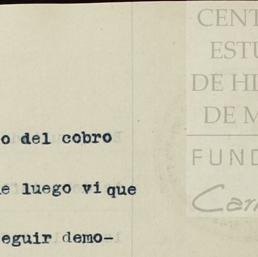 CENT
ESTU
DE HI
DE M
FUND
Car
o del cobro
e luego vi que
eguir demo-